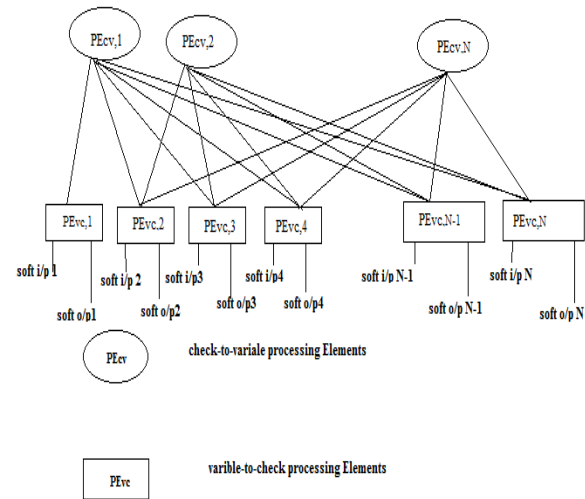 PEcv,1
PEcv,2
PEcv,N
PEvc,1
PEvc,2
PEvc,3
PEvc,4
PEvc,N-1
PEvc,N
soft i/p 1
soft i/p 2
soft i/p3
soft i/p4
soft i/p N-1
soft i/p N
soft o/p1
soft o/p2
soft o/p3
soft o/p4
soft o/p N-1
soft o/p N
PEcv
check-to-variale processing Elements
PEvc
varible-to-check processing Elements